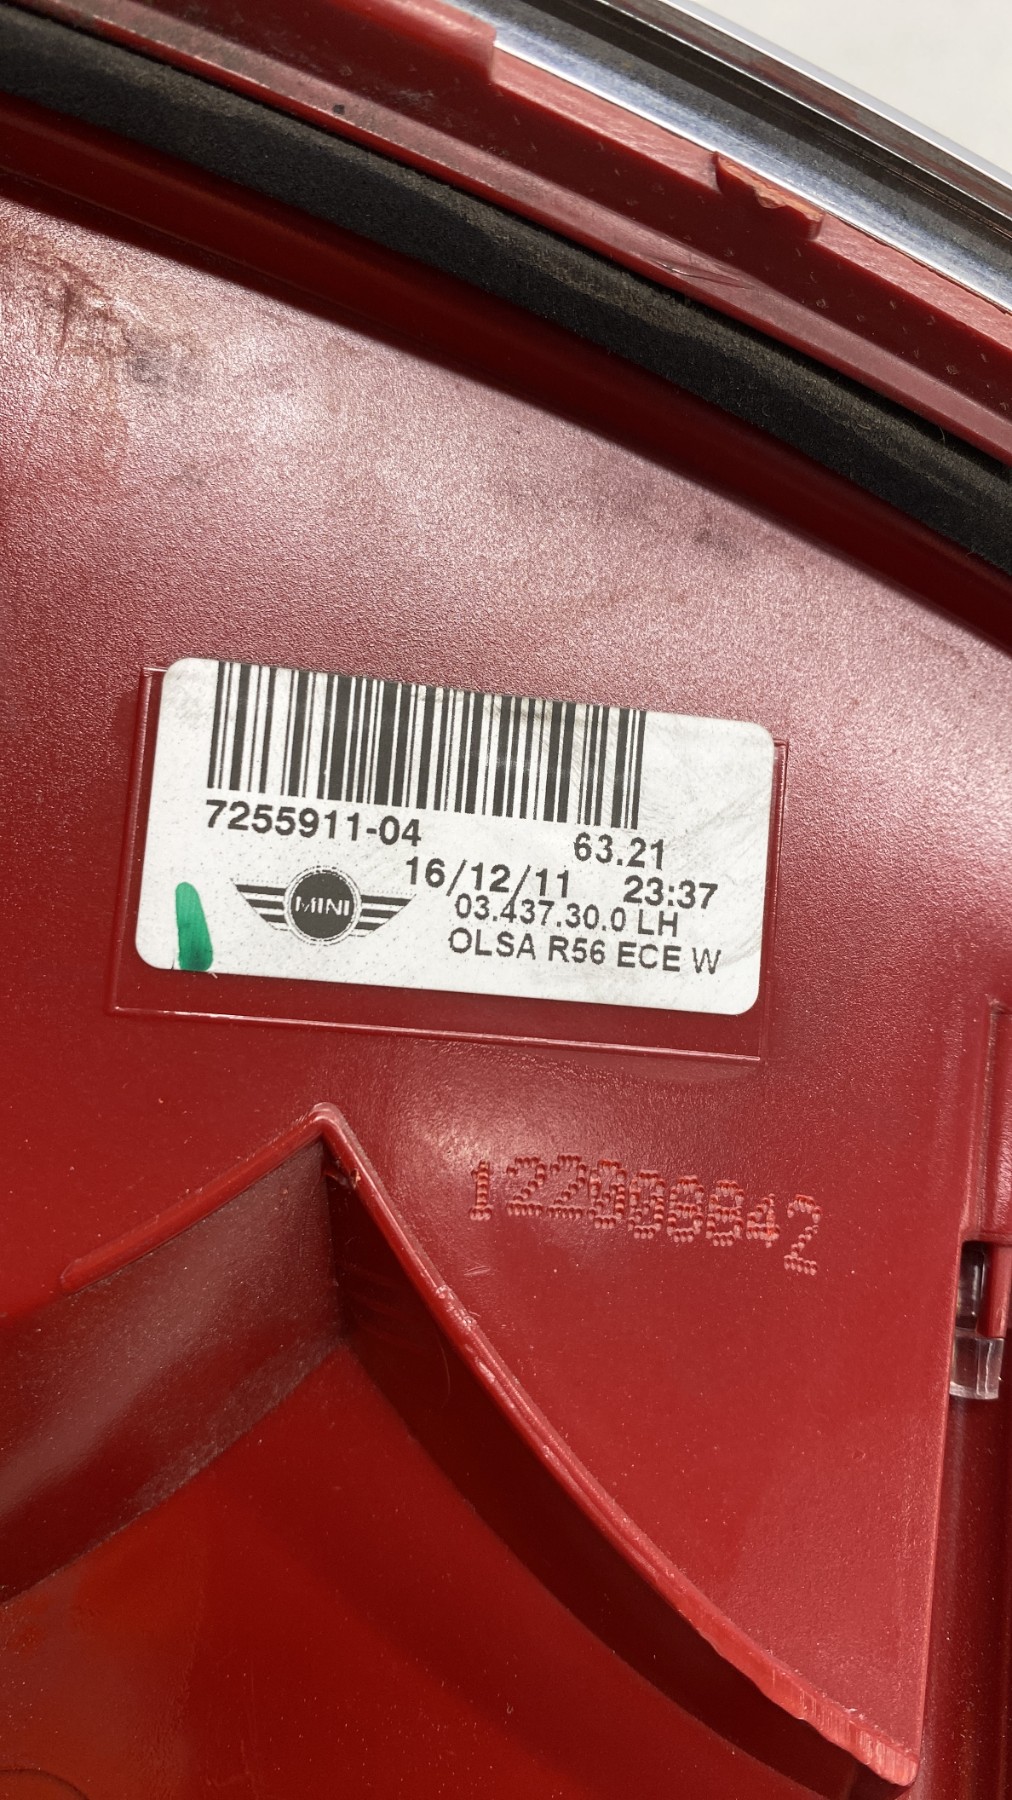 7255911-04 63.21
16/12/11 23:37
03.437.30.0 LH
MINI
OLSA R56 ECE W